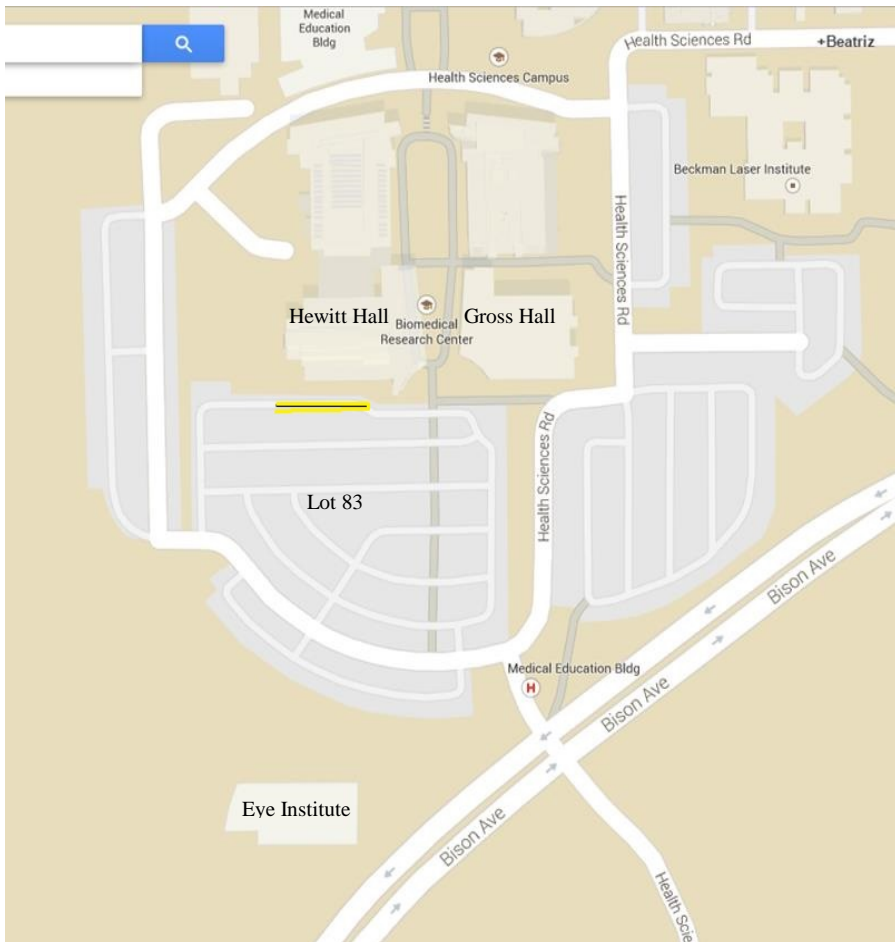 Medical
Education
Bldg
Health Sciences Rd
+Beatriz
Health Sciences Campus
Beckman Laser Institute
Health Sciences Rd
Hewitt Hall
Biomedical
Research Center
Gross Hall
Health Sciences Rd
Lot 83
Bison Ave
Medical Education Bldg
H
Bison Ave
Eye Institute
Bison Ave
Health Scie